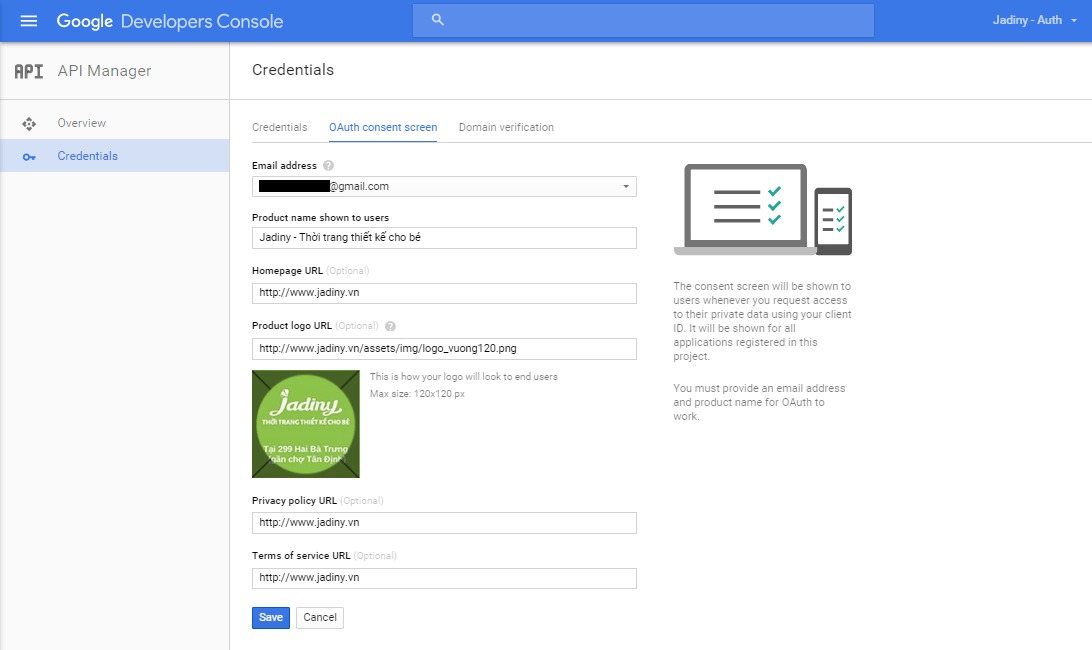 Google Developers Console
Jadiny - Auth
API API Manager
Credentials
Overview
Credentials
Credentials
OAuth consent screen
Domain verification
Email address ?
@gmail.com
Product name shown to users
Jadiny - Thời trang thiết kế cho bé
Homepage URL (Optional)
http://www.jadiny.vn
Product logo URL (Optional) ?
http://www.jadiny.vn/assets/img/logo_vuong120.png
Jadiny
THỜI TRANG THIẾT KẾ CHO BÉ
Tại 299 Hai Bà Trưng
(gần chợ Tân Định)
This is how your logo will look to end users
Max size: 120x120 px
Privacy policy URL (Optional)
http://www.jadiny.vn
Terms of service URL (Optional)
http://www.jadiny.vn
Save
Cancel
The consent screen will be shown to
users whenever you request access
to their private data using your client
ID. It will be shown for all
applications registered in this
project.
You must provide an email address
and product name for OAuth to
work.